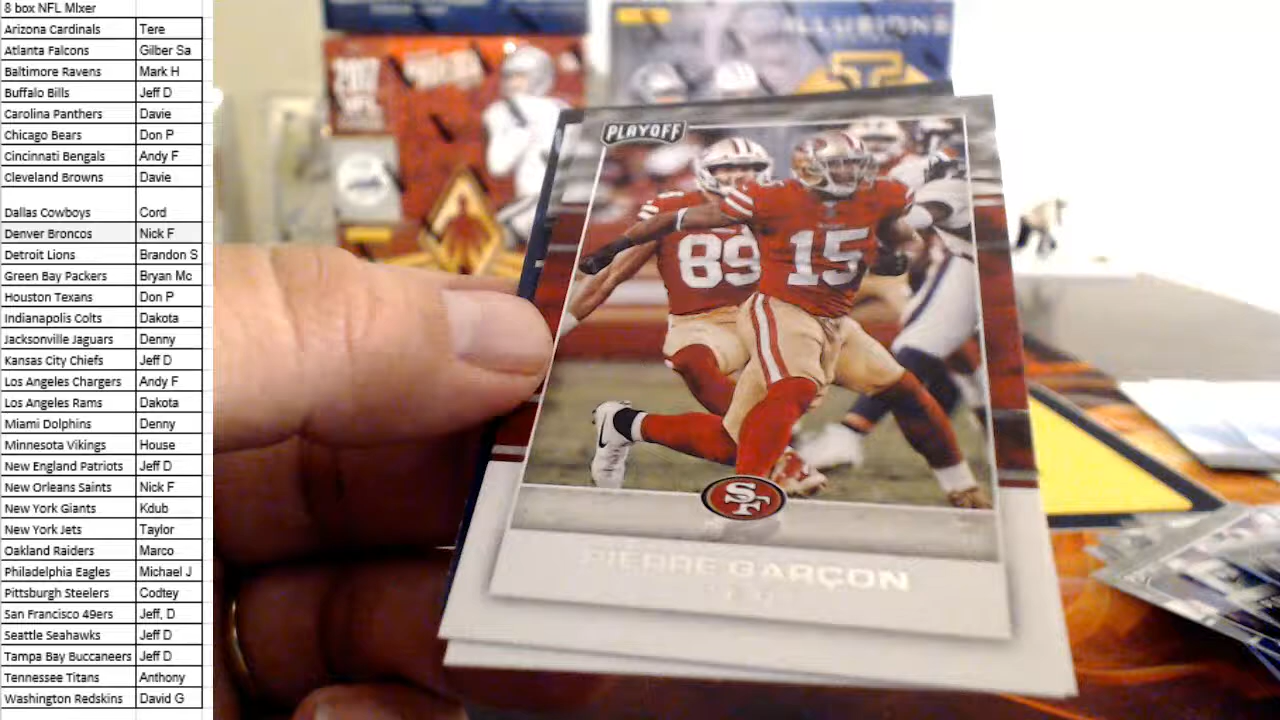 8 box NFL MIxer
Arizona Cardinals Tere
Atlanta Falcons Gilber Sa
Baltimore Ravens Mark H
Buffalo Bills Jeff D
Carolina Panthers Davie
Chicago Bears Don P
Cincinnati Bengals Andy F
Cleveland Browns Davie
Dallas Cowboys Cord
Denver Broncos Nick F
Detroit Lions Brandon S
Green Bay Packers Bryan Mc
Houston Texans Don P
Indianapolis Colts Dakota
Jacksonville Jaguars Denny
Kansas City Chiefs Jeff D
Los Angeles Chargers Andy F
Los Angeles Rams Dakota
Miami Dolphins Denny
Minnesota Vikings House
New England Patriots Jeff D
New Orleans Saints Nick F
New York Giants Kdub
New York Jets Taylor
Oakland Raiders Marco
Philadelphia Eagles Michael J
Pittsburgh Steelers Codtey
San Francisco 49ers Jeff, D
Seattle Seahawks Jeff D
Tampa Bay Buccaneers Jeff D
Tennessee Titans Anthony
Washington Redskins David G
ILLUSIONS
2017
PHOENIX
NFL
PLAYOFF
89 15
SF
PIERRE GARÇON